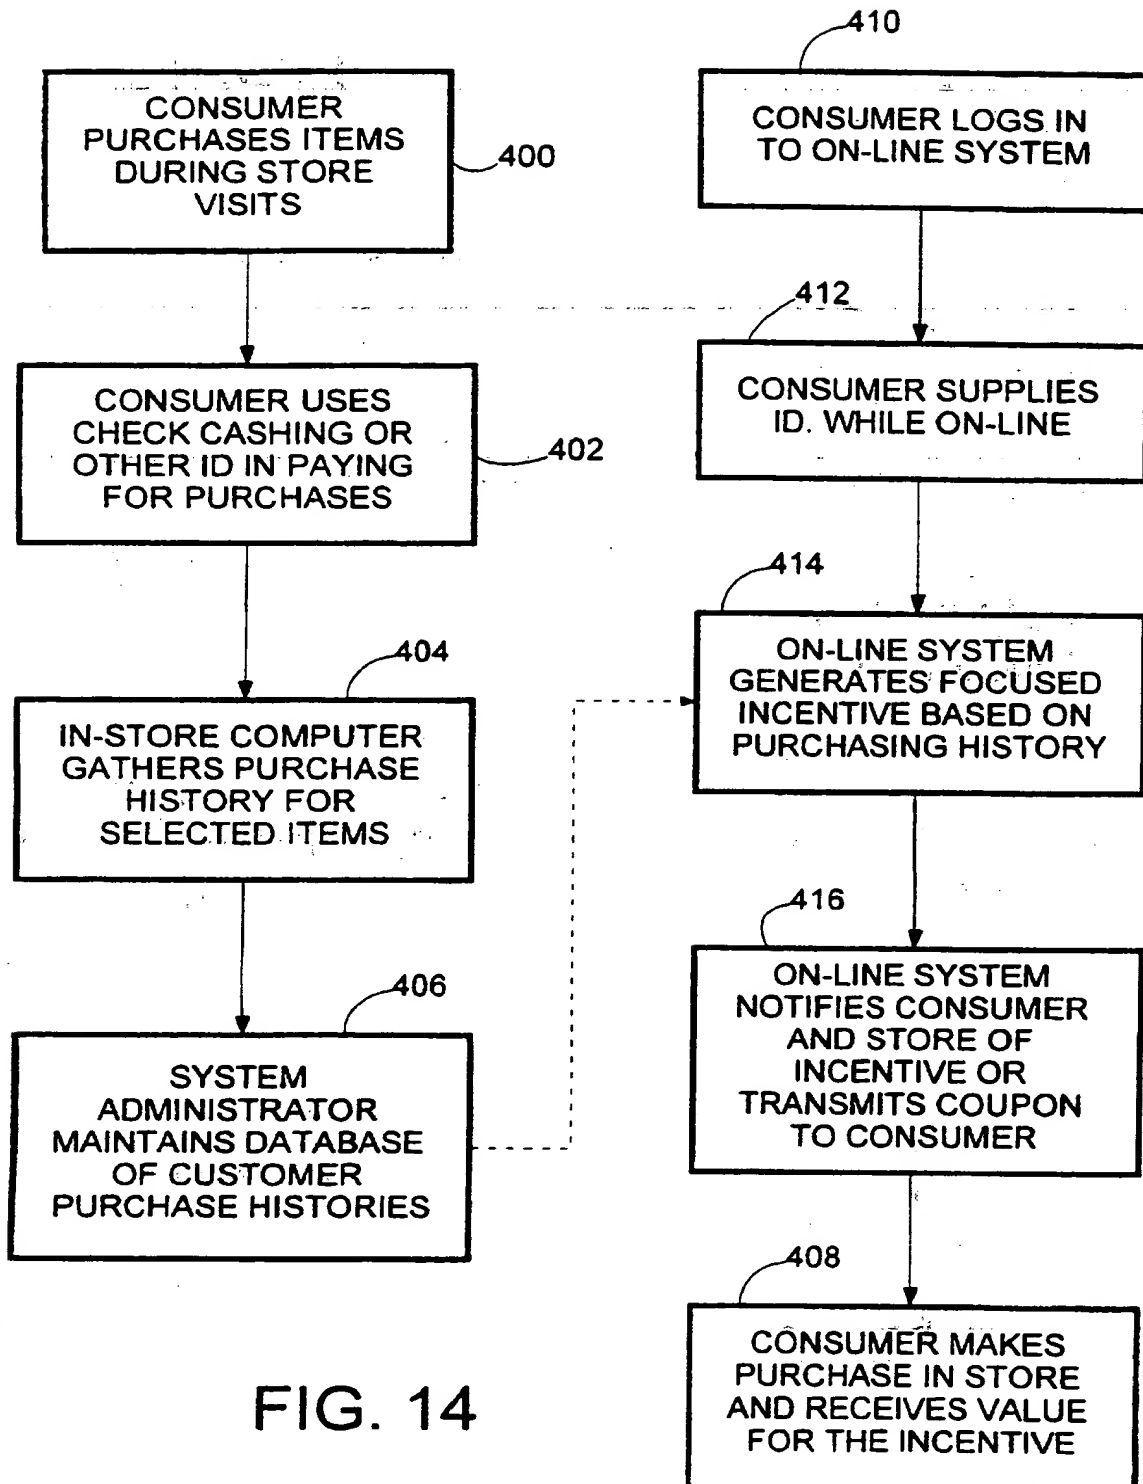 CONSUMER
PURCHASES ITEMS
DURING STORE
VISITS
400
CONSUMER USES
CHECK CASHING OR
OTHER ID IN PAYING
FOR PURCHASES
402
404
IN-STORE COMPUTER
GATHERS PURCHASE
HISTORY FOR
SELECTED ITEMS
406
SYSTEM
ADMINISTRATOR
MAINTAINS DATABASE
OF CUSTOMER
PURCHASE HISTORIES
410
CONSUMER LOGS IN
TO ON-LINE SYSTEM
412
CONSUMER SUPPLIES
ID. WHILE ON-LINE
414
ON-LINE SYSTEM
GENERATES FOCUSED
INCENTIVE BASED ON
PURCHASING HISTORY
416
ON-LINE SYSTEM
NOTIFIES CONSUMER
AND STORE OF
INCENTIVE OR
TRANSMITS COUPON
TO CONSUMER
408
CONSUMER MAKES
PURCHASE IN STORE
AND RECEIVES VALUE
FOR THE INCENTIVE
FIG. 14